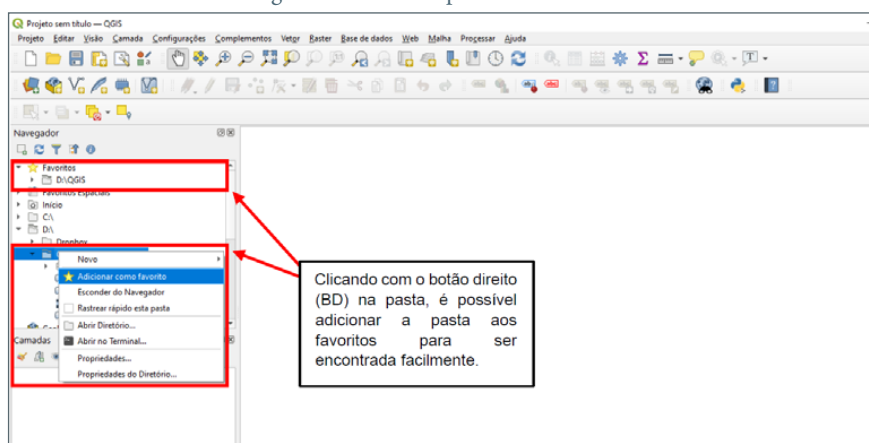 Projeto sem título — QGIS
Projeto Editar Visão Camada Configurações Complementos Vetor Raster Base de dados Web Malha Processar Ajuda
Navegador
Favoritos
D:\QGIS
Favoritos Espaciais
Início
C:\
D:\
Dropbox
Novo
Adicionar como favorito
Esconder do Navegador
Rastrear rápido esta pasta
Abrir Diretório...
Abrir no Terminal...
Propriedades...
Propriedades do Diretório...
Camadas
Clicando com o botão direito
(BD) na pasta, é possível
adicionar a pasta aos
favoritos para ser
encontrada facilmente.